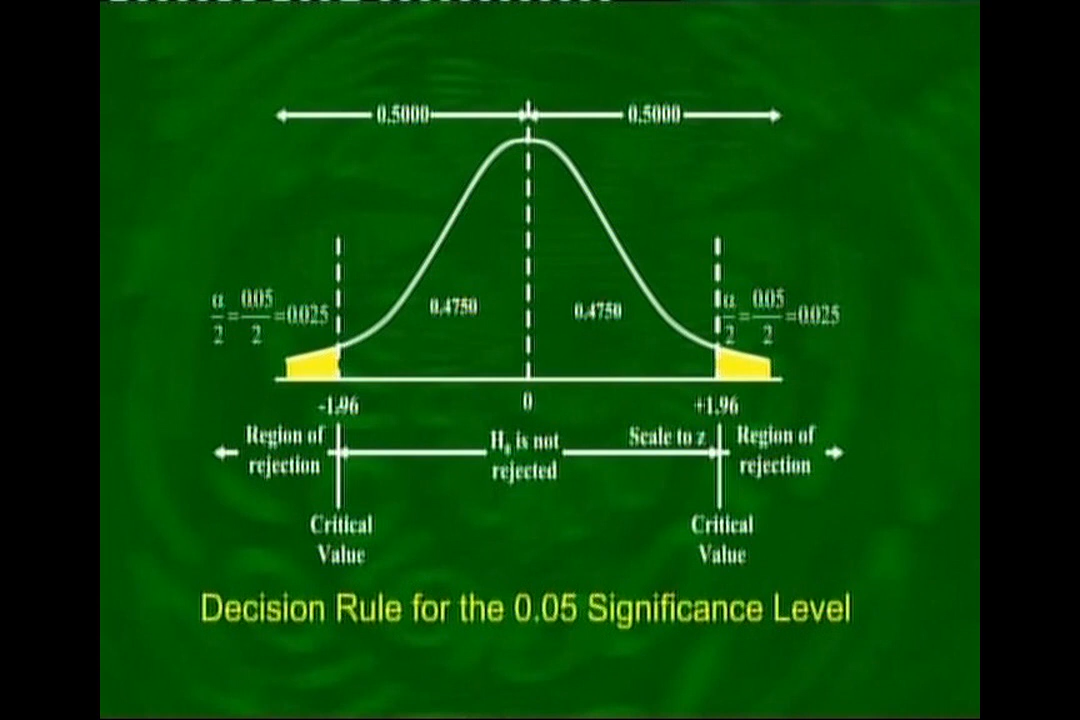 0.5000 0.5000
α/2 = 0.05/2 = 0.025
0.4750 0.4750
α/2 = 0.05/2 = 0.025
-1.96 0 +1.96
Region of
rejection
H₀ is not
rejected
Scale to z
Region of
rejection
Critical
Value
Critical
Value
Decision Rule for the 0.05 Significance Level